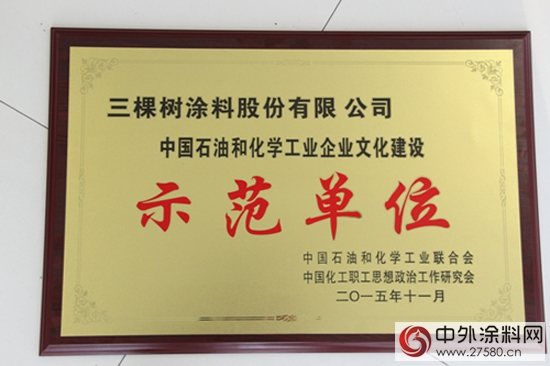 三棵树涂料股份有限公司
中国石油和化学工业企业文化建设
示范单位
中国石油和化学工业联合会
中国化工职工思想政治工作研究会
二〇一五年十一月
中外涂料网
www.27580.cn